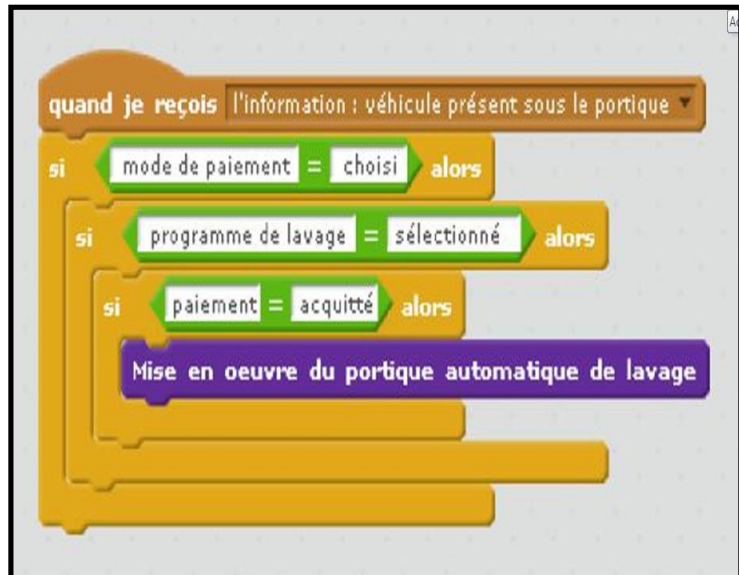 quand je reçois l'information : véhicule présent sous le portique
si mode de paiement = choisi alors
si programme de lavage = sélectionné alors
si paiement = acquitté alors
Mise en oeuvre du portique automatique de lavage